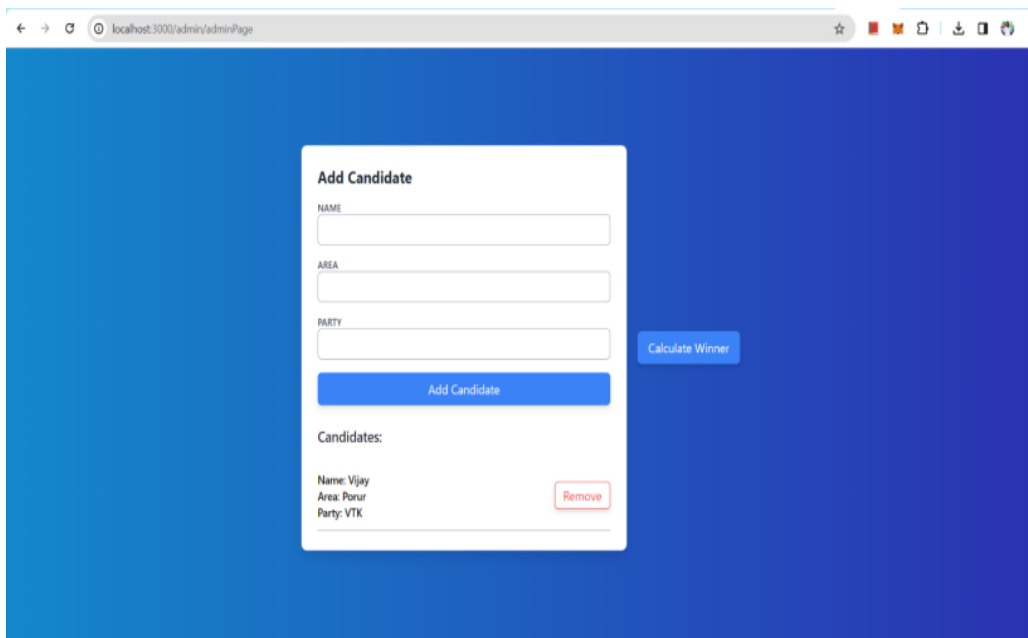 localhost:3000/admin/adminPage
Add Candidate
NAME
AREA
PARTY
Calculate Winner
Add Candidate
Candidates:
Name: Vijay
Area: Porur
Party: VTK
Remove